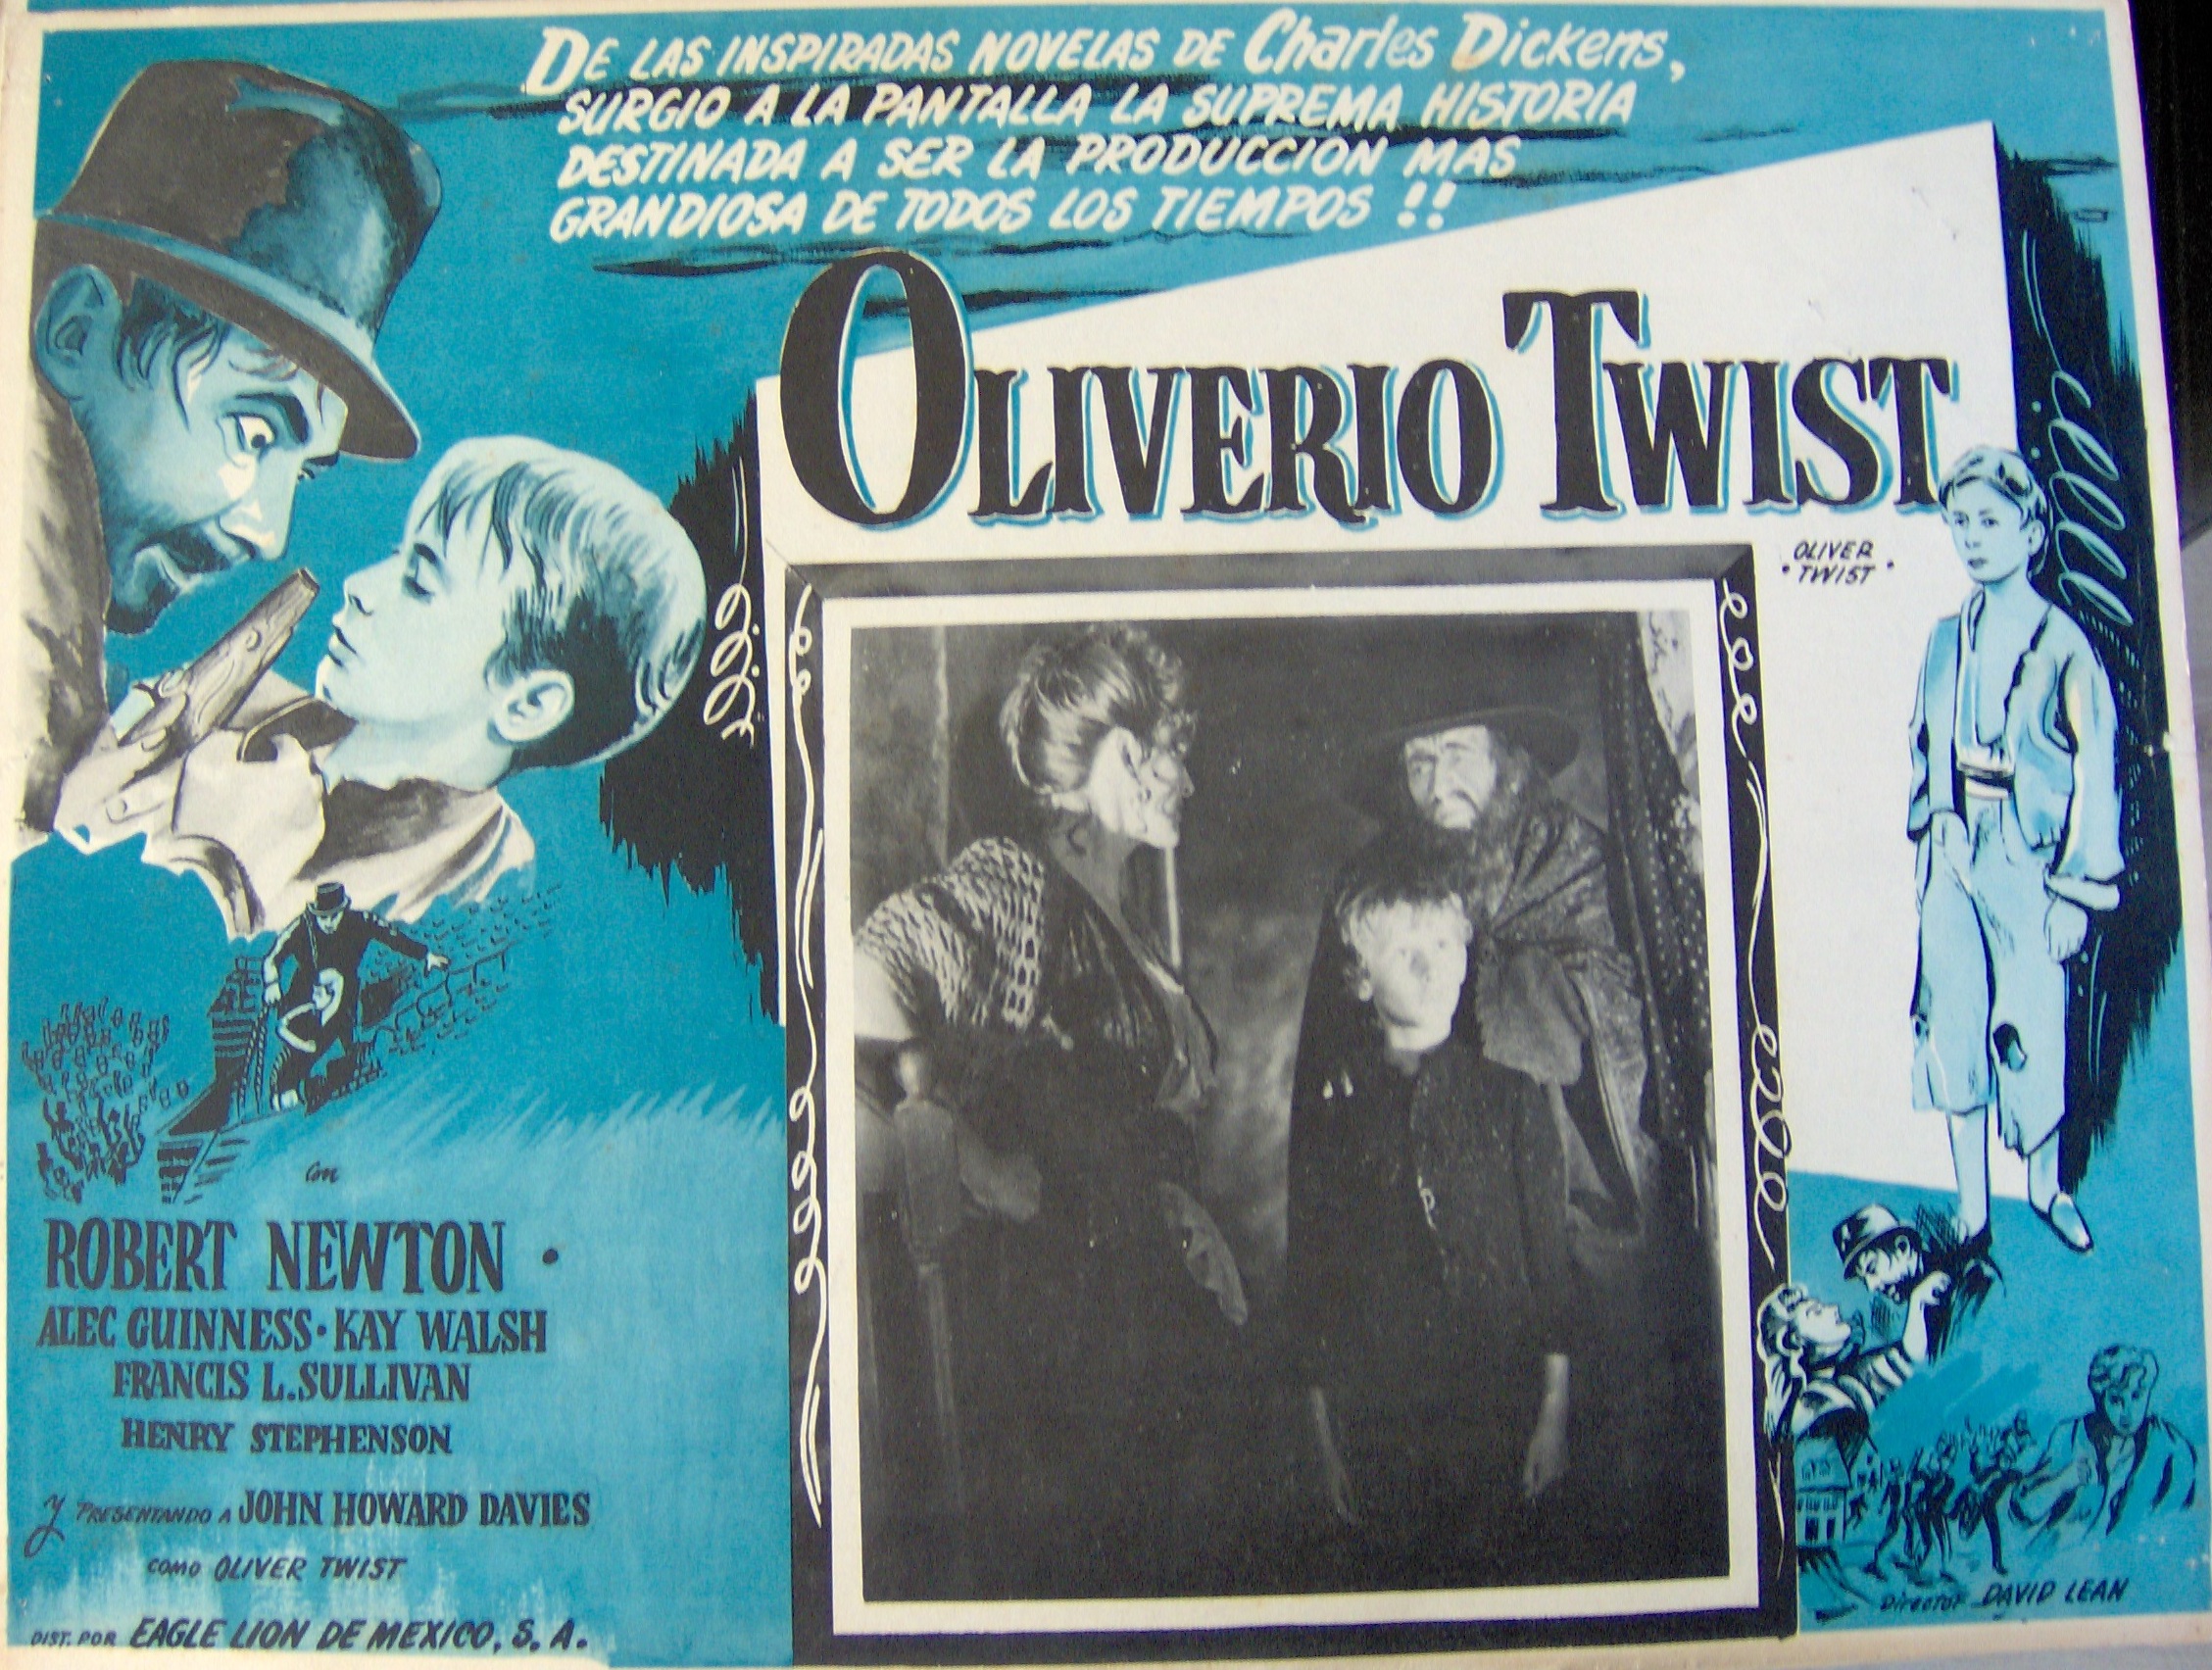 DE LAS INSPIRADAS NOVELAS DE Charles Dickens,
SURGIO A LA PANTALLA LA SUPREMA HISTORIA
DESTINADA A SER LA PRODUCCION MAS
GRANDIOSA DE TODOS LOS TIEMPOS !!
OLIVERIO TWIST
OLIVER
"TWIST"
con
ROBERT NEWTON •
ALEC GUINNESS • KAY WALSH
FRANCIS L. SULLIVAN
HENRY STEPHENSON
y PRESENTANDO A JOHN HOWARD DAVIES
COMO OLIVER TWIST
DIST. POR EAGLE LION DE MEXICO, S. A.
Director DAVID LEAN